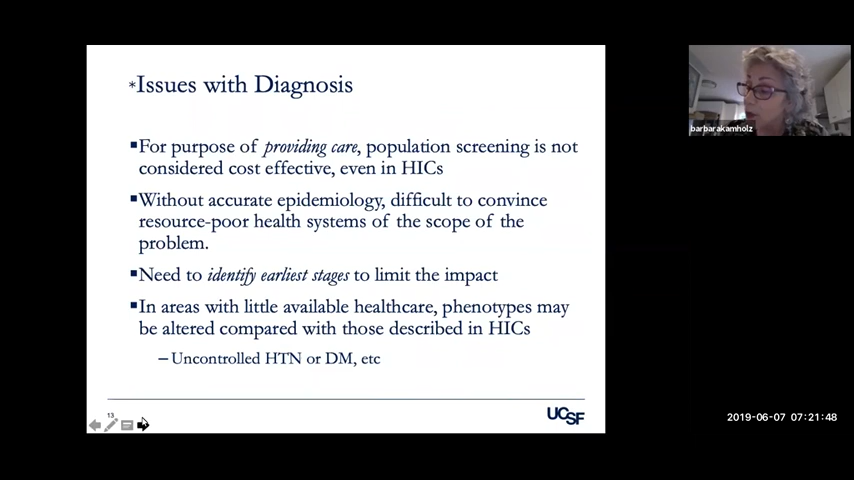 *Issues with Diagnosis
▪For purpose of providing care, population screening is not
considered cost effective, even in HICs
▪Without accurate epidemiology, difficult to convince
resource-poor health systems of the scope of the
problem.
▪Need to identify earliest stages to limit the impact
▪In areas with little available healthcare, phenotypes may
be altered compared with those described in HICs
–Uncontrolled HTN or DM, etc
13
UCSF
barbarakamholz
2019-06-07 07:21:48